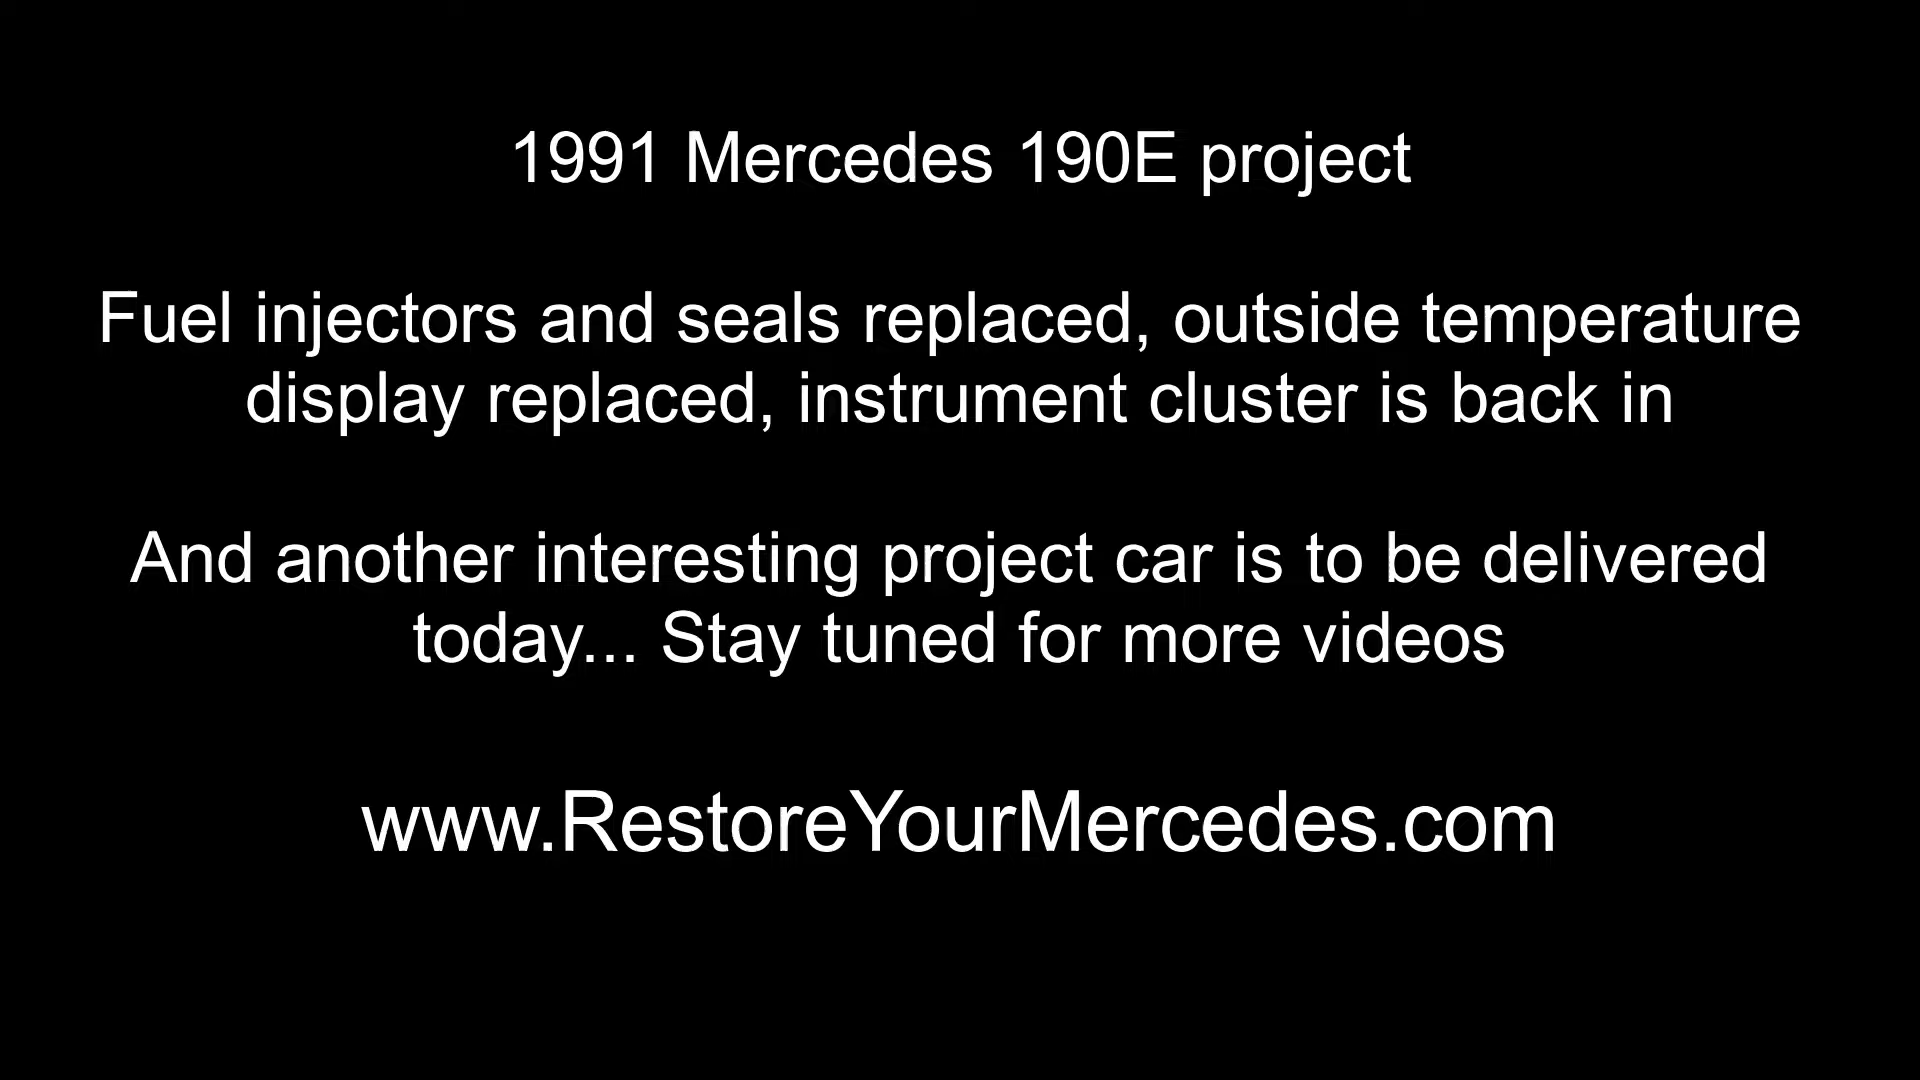 1991 Mercedes 190E project
Fuel injectors and seals replaced, outside temperature
display replaced, instrument cluster is back in
And another interesting project car is to be delivered
today... Stay tuned for more videos
www.RestoreYourMercedes.com